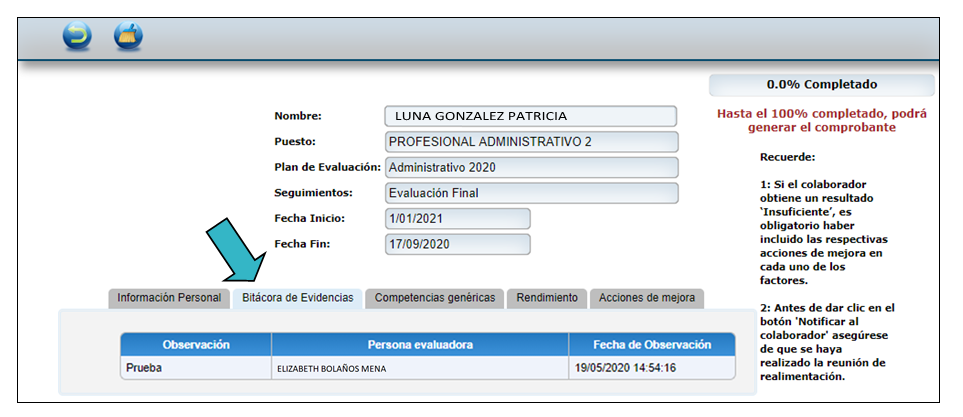 0.0% Completado
Hasta el 100% completado, podrá
generar el comprobante
Nombre: LUNA GONZALEZ PATRICIA
Puesto: PROFESIONAL ADMINISTRATIVO 2
Plan de Evaluación: Administrativo 2020
Seguimientos: Evaluación Final
Fecha Inicio: 1/01/2021
Fecha Fin: 17/09/2020
Recuerde:
1: Si el colaborador
obtiene un resultado
'Insuficiente', es
obligatorio haber
incluido las respectivas
acciones de mejora en
cada uno de los
factores.
2: Antes de dar clic en el
botón 'Notificar al
colaborador' asegúrese
de que se haya
realizado la reunión de
realimentación.
Información Personal Bitácora de Evidencias Competencias genéricas Rendimiento Acciones de mejora
Observación Persona evaluadora Fecha de Observación
Prueba ELIZABETH BOLAÑOS MENA 19/05/2020 14:54:16